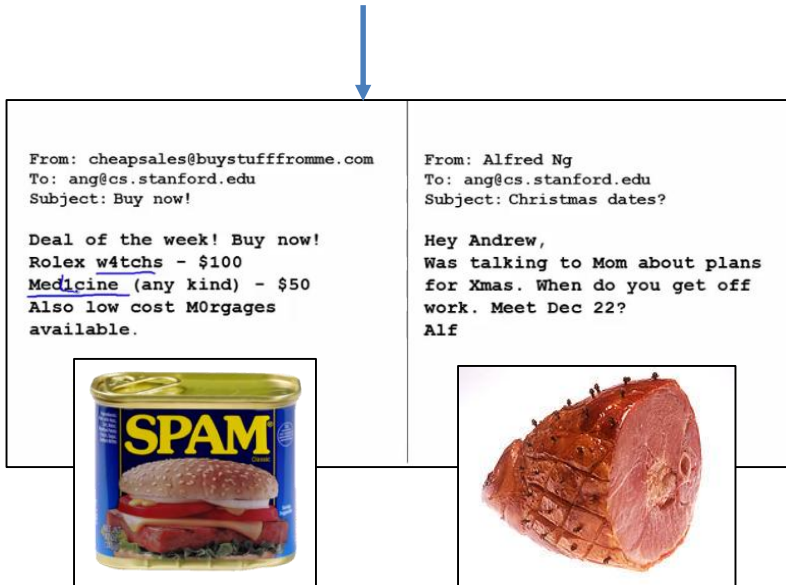 From: cheapsales@buystufffromme.com
To: ang@cs.stanford.edu
Subject: Buy now!
Deal of the week! Buy now!
Rolex w4tchs - $100
Med1cine (any kind) - $50
Also low cost M0rgages
available.
From: Alfred Ng
To: ang@cs.stanford.edu
Subject: Christmas dates?
Hey Andrew,
Was talking to Mom about plans
for Xmas. When do you get off
work. Meet Dec 22?
Alf
SPAM
Classic